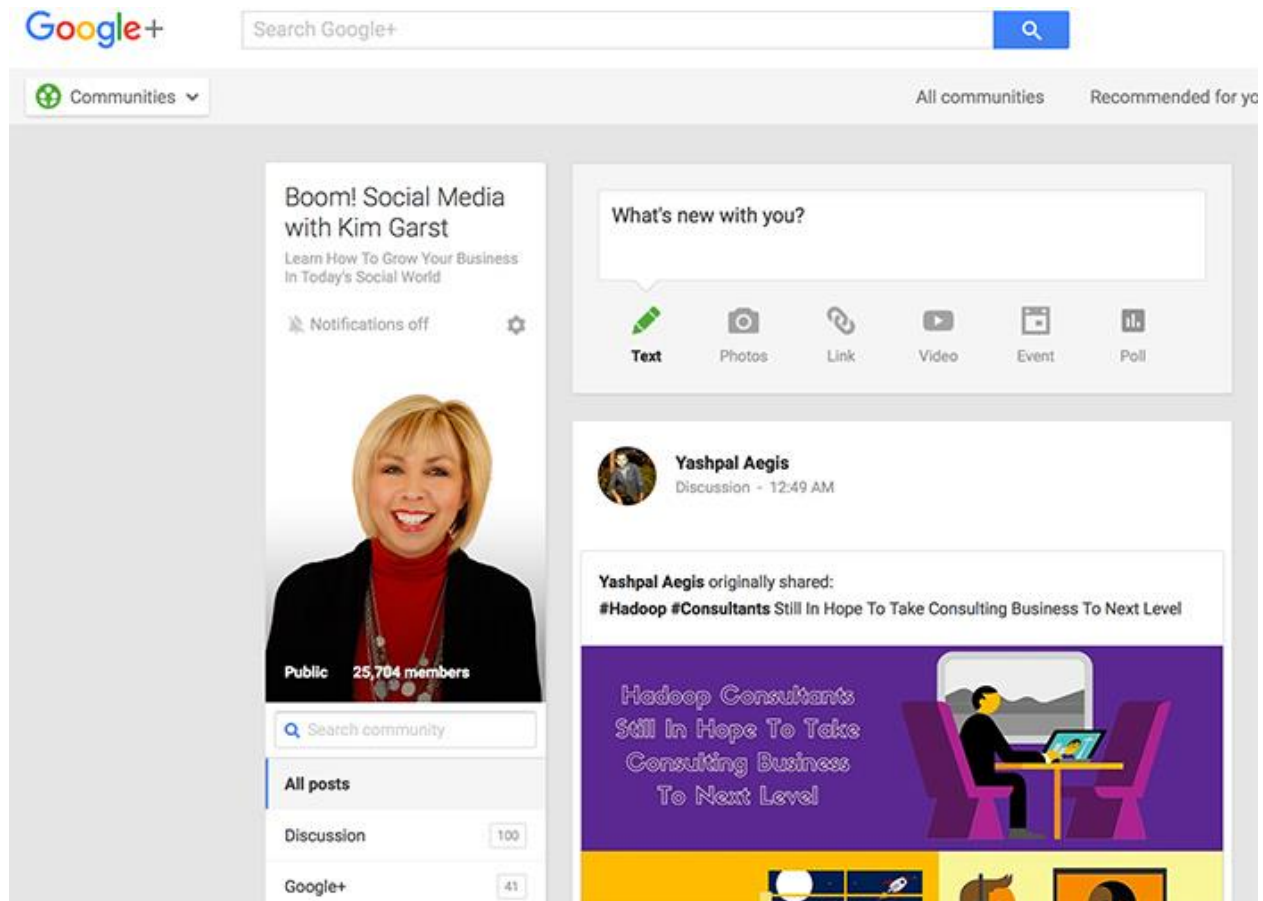 Google+
Search Google+
Communities
All communities
Recommended for yo
Boom! Social Media
with Kim Garst
Learn How To Grow Your Business
In Today's Social World
Notifications off
Public 25,704 members
Search community
All posts
Discussion 100
Google+ 41
What's new with you?
Text
Photos
Link
Video
Event
Poll
Yashpal Aegis
Discussion - 12:49 AM
Yashpal Aegis originally shared:
#Hadoop #Consultants Still In Hope To Take Consulting Business To Next Level
Hadoop Consultants
Still In Hope To Take
Consulting Business
To Next Level